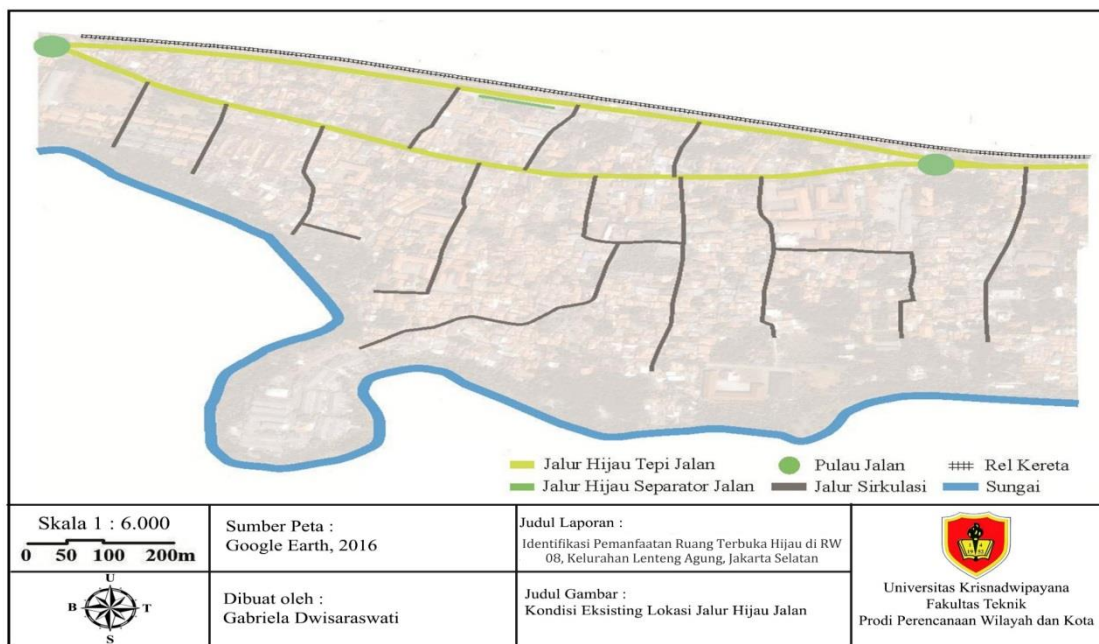 Jalur Hijau Tepi Jalan
Pulau Jalan
Rel Kereta
Jalur Hijau Separator Jalan
Jalur Sirkulasi
Sungai
Skala 1 : 6.000
0 50 100 200m
U
B T
S
Sumber Peta :
Google Earth, 2016
Dibuat oleh :
Gabriela Dwisaraswati
Judul Laporan :
Identifikasi Pemanfaatan Ruang Terbuka Hijau di RW
08, Kelurahan Lenteng Agung, Jakarta Selatan
Judul Gambar :
Kondisi Eksisting Lokasi Jalur Hijau Jalan
Universitas Krisnadwipayana
Fakultas Teknik
Prodi Perencanaan Wilayah dan Kota